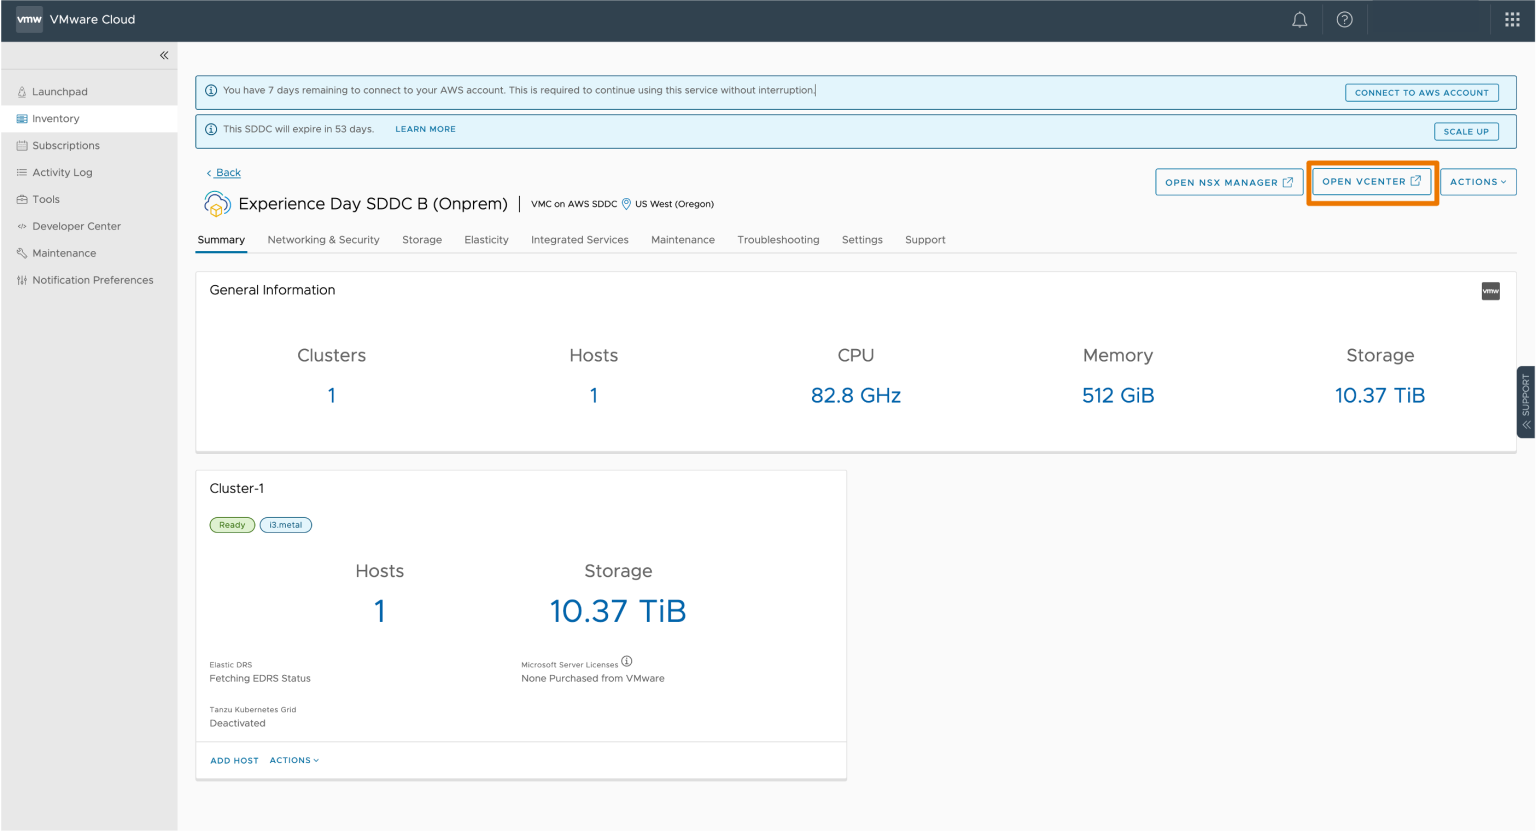 vmw VMware Cloud
Launchpad
Inventory
Subscriptions
Activity Log
Tools
Developer Center
Maintenance
Notification Preferences
You have 7 days remaining to connect to your AWS account. This is required to continue using this service without interruption.
CONNECT TO AWS ACCOUNT
This SDDC will expire in 53 days. LEARN MORE
SCALE UP
Back
OPEN NSX MANAGER
OPEN VCENTER
ACTIONS
Experience Day SDDC B (Onprem) VMC on AWS SDDC US West (Oregon)
Summary Networking & Security Storage Elasticity Integrated Services Maintenance Troubleshooting Settings Support
General Information
vmw
Clusters Hosts CPU Memory Storage
1 1 82.8 GHz 512 GiB 10.37 TiB
SUPPORT
Cluster-1
Ready i3.metal
Hosts Storage
1 10.37 TiB
Elastic DRS
Fetching EDRS Status
Microsoft Server Licenses
None Purchased from VMware
Tanzu Kubernetes Grid
Deactivated
ADD HOST ACTIONS